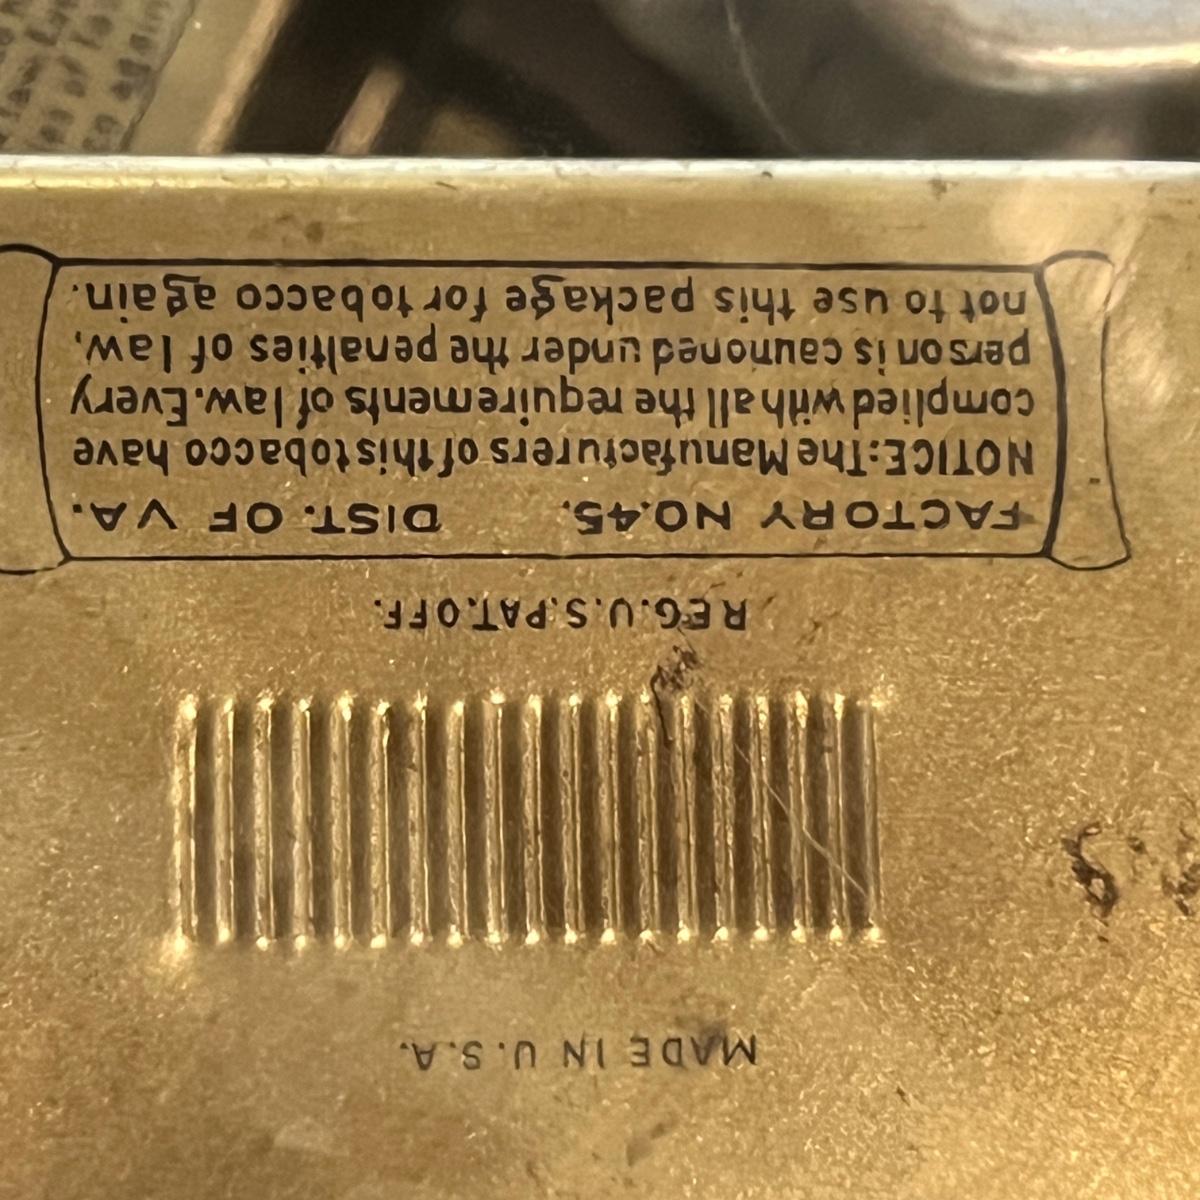 MADE IN U.S.A.
REG.U.S.PAT.OFF.
FACTORY NO.45. DIST. OF VA.
NOTICE:The Manufacturers of this tobacco have
complied with all the requirements of law. Every
person is cautioned under the penalties of law,
not to use this package for tobacco again.